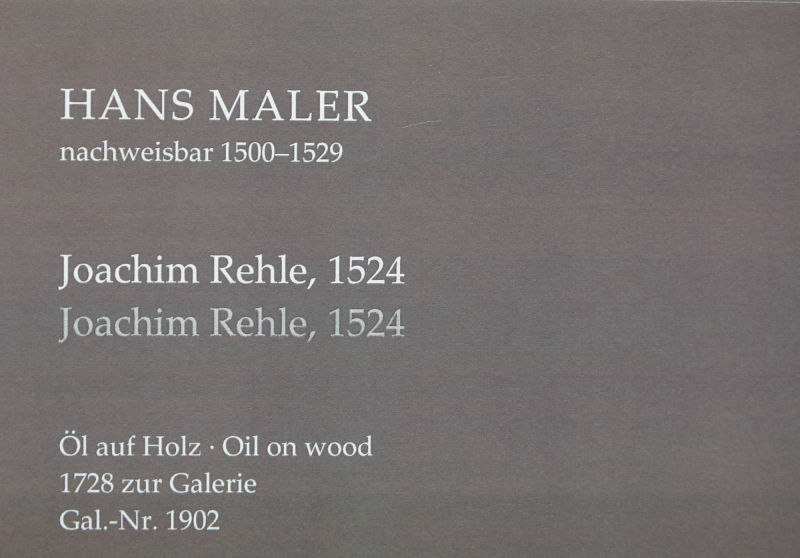 HANS MALER
nachweisbar 1500–1529
Joachim Rehle, 1524
Joachim Rehle, 1524
Öl auf Holz · Oil on wood
1728 zur Galerie
Gal.-Nr. 1902